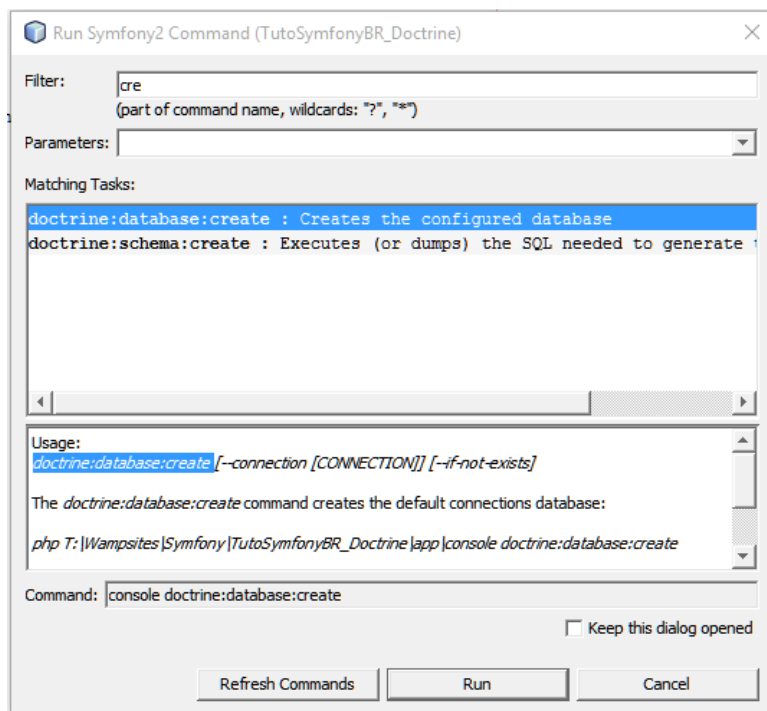 Run Symfony2 Command (TutoSymfonyBR_Doctrine)
Filter: cre
(part of command name, wildcards: "?", "*")
Parameters:
Matching Tasks:
doctrine:database:create : Creates the configured database
doctrine:schema:create : Executes (or dumps) the SQL needed to generate
Usage:
doctrine:database:create [--connection [CONNECTION]] [--if-not-exists]
The doctrine:database:create command creates the default connections database:
php T:|Wampsites|Symfony|TutoSymfonyBR_Doctrine|app|console doctrine:database:create
Command: console doctrine:database:create
Keep this dialog opened
Refresh Commands Run Cancel